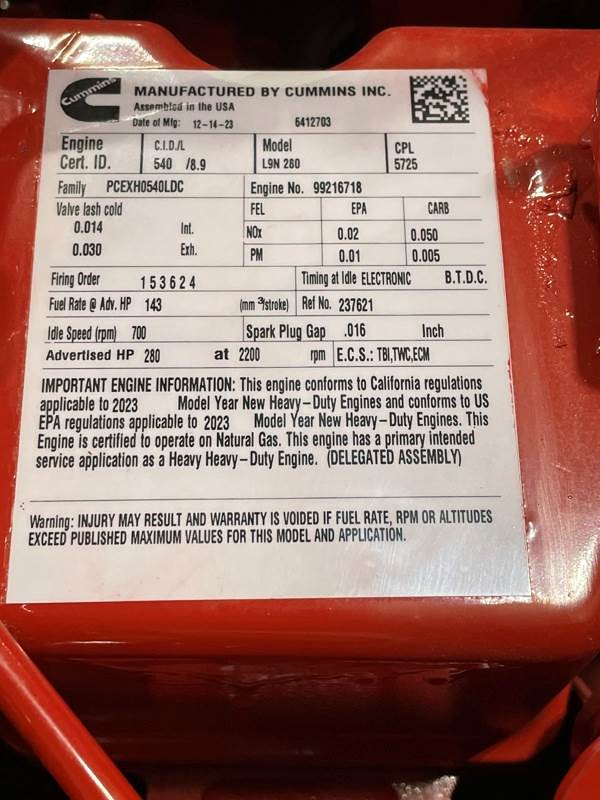 Cummins
MANUFACTURED BY CUMMINS INC.
Assembled in the USA
Date of Mfg: 12-14-23 6412703
Engine C.I.D./L Model CPL
Cert. ID. 540 /8.9 L9N 280 5725
Family PCEXH0540LDC Engine No. 99216718
Valve lash cold FEL EPA CARB
0.014 Int. NOx 0.02 0.050
0.030 Exh. PM 0.01 0.005
Firing Order 153624 Timing at Idle ELECTRONIC B.T.D.C.
Fuel Rate @ Adv. HP 143 (mm³/stroke) Ref No. 237621
Idle Speed (rpm) 700 Spark Plug Gap .016 Inch
Advertised HP 280 at 2200 rpm E.C.S.: TBI,TWC,ECM
IMPORTANT ENGINE INFORMATION: This engine conforms to California regulations
applicable to 2023 Model Year New Heavy-Duty Engines and conforms to US
EPA regulations applicable to 2023 Model Year New Heavy-Duty Engines. This
Engine is certified to operate on Natural Gas. This engine has a primary intended
service application as a Heavy Heavy-Duty Engine. (DELEGATED ASSEMBLY)
Warning: INJURY MAY RESULT AND WARRANTY IS VOIDED IF FUEL RATE, RPM OR ALTITUDES
EXCEED PUBLISHED MAXIMUM VALUES FOR THIS MODEL AND APPLICATION.